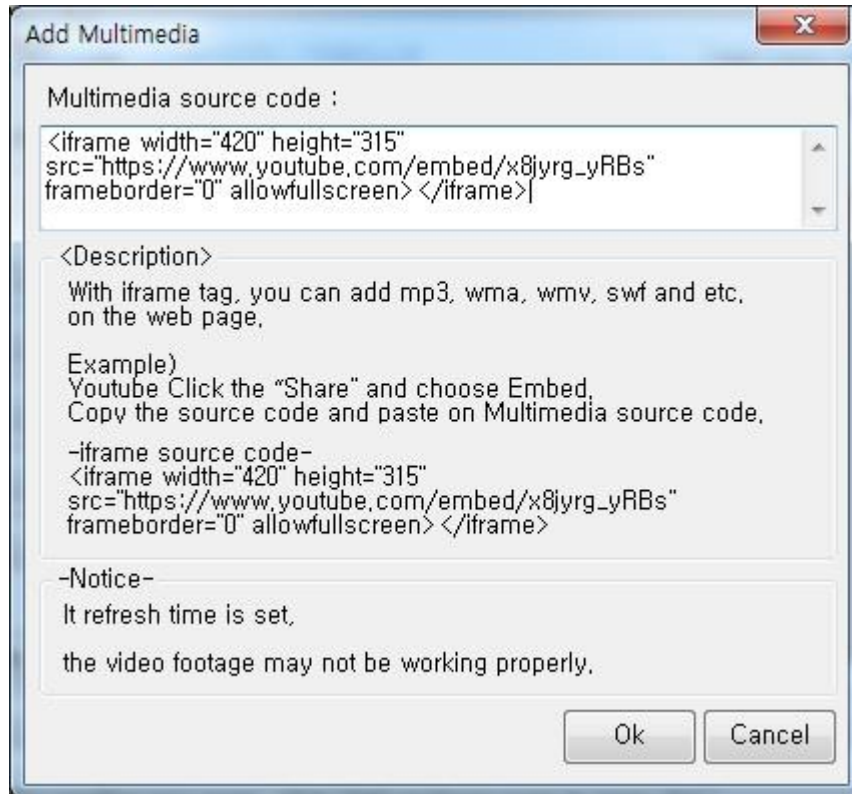 Add Multimedia
Multimedia source code :
<iframe width="420" height="315"
src="https://www.youtube.com/embed/x8jyrg_yRBs"
frameborder="0" allowfullscreen></iframe>
<Description>
With iframe tag, you can add mp3, wma, wmv, swf and etc.
on the web page.
Example)
Youtube Click the “Share” and choose Embed.
Copy the source code and paste on Multimedia source code.
-iframe source code-
<iframe width="420" height="315"
src="https://www.youtube.com/embed/x8jyrg_yRBs"
frameborder="0" allowfullscreen></iframe>
-Notice-
It refresh time is set,
the video footage may not be working properly.
Ok
Cancel